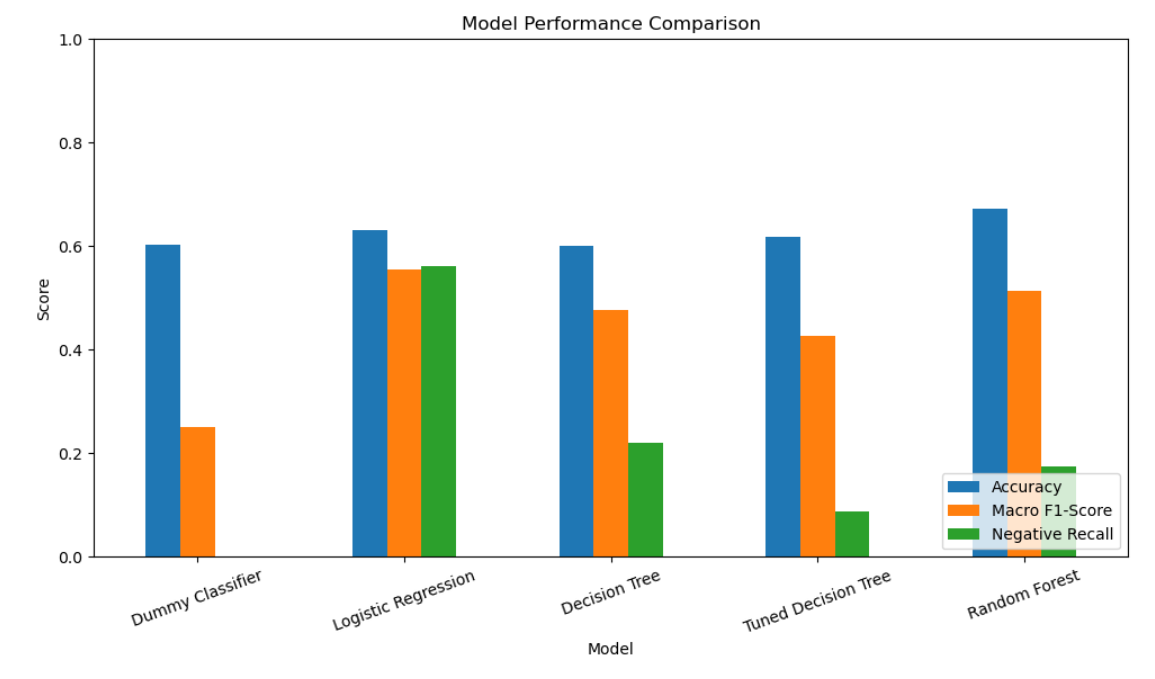 Model Performance Comparison
1.0
0.8
0.6
0.4
0.2
0.0
Score
Accuracy
Macro F1-Score
Negative Recall
Dummy Classifier
Logistic Regression
Decision Tree
Tuned Decision Tree
Random Forest
Model